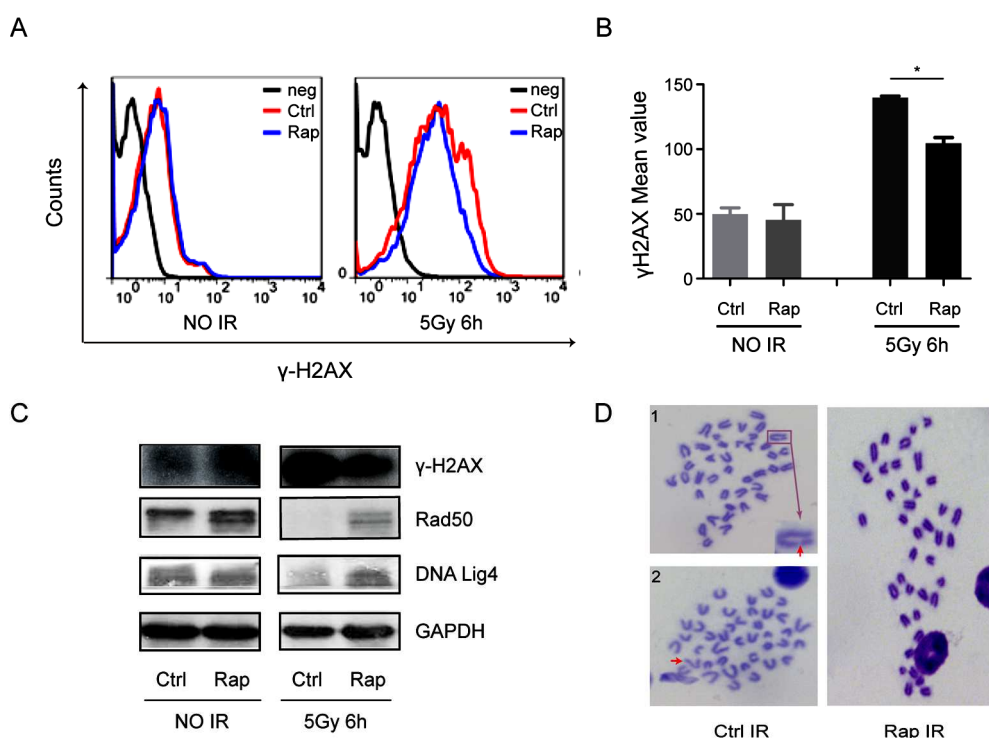 A
neg
Ctrl
Rap
neg
Ctrl
Rap
Counts
0
10⁰ 10¹ 10² 10³ 10⁴
10⁰ 10¹ 10² 10³ 10⁴
NO IR
5Gy 6h
γ-H2AX
B
*
γH2AX Mean value
150
100
50
0
Ctrl Rap Ctrl Rap
NO IR 5Gy 6h
C
γ-H2AX
Rad50
DNA Lig4
GAPDH
Ctrl Rap Ctrl Rap
NO IR 5Gy 6h
D
1
2
Ctrl IR Rap IR